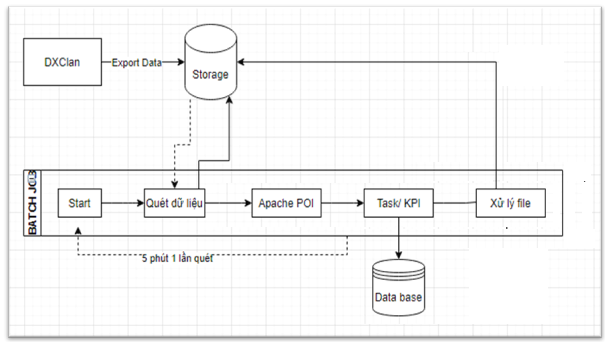 DXClan
Export Data
Storage
BATCH JOB
Start
Quét dữ liệu
Apache POI
Task/ KPI
Xử lý file
5 phút 1 lần quét
Data base